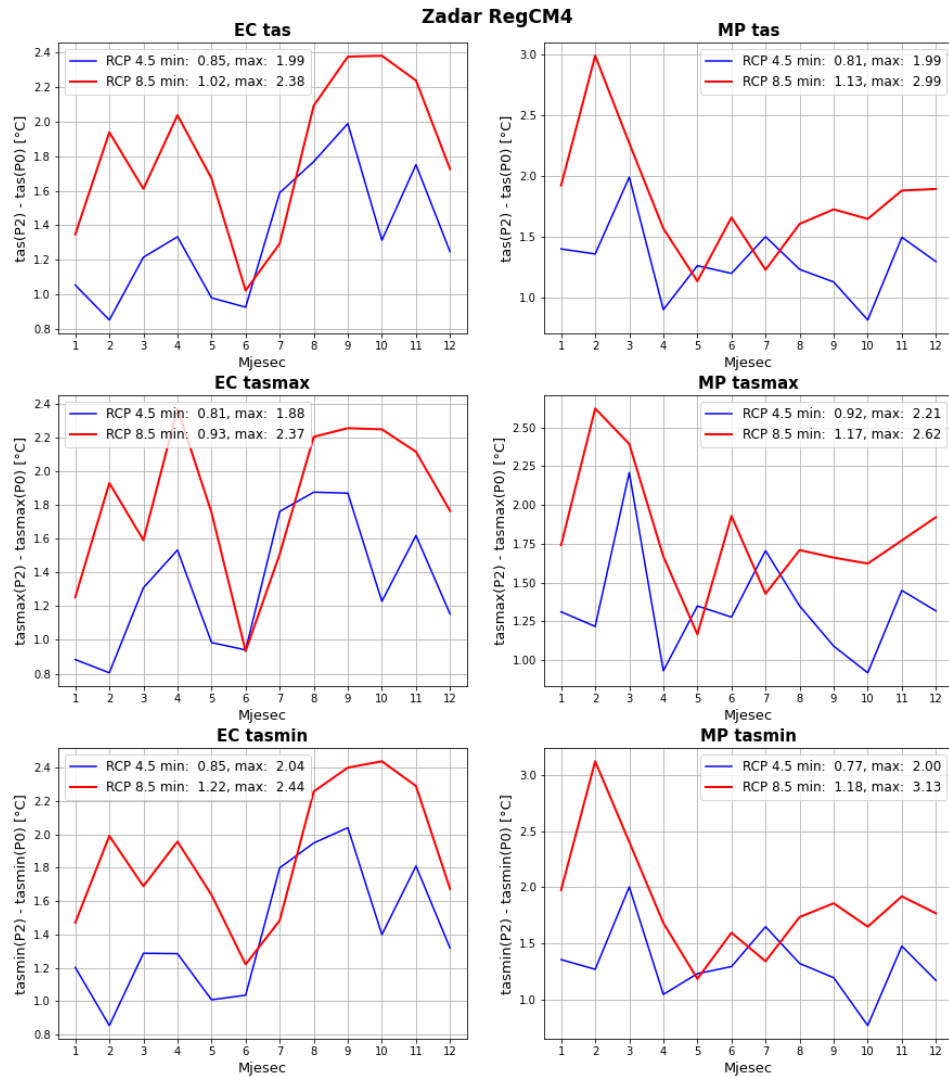 Zadar RegCM4
EC tas
RCP 4.5 min:  0.85, max:  1.99
RCP 8.5 min:  1.02, max:  2.38
tas(P2) - tas(P0) [°C]
2.4
2.2
2.0
1.8
1.6
1.4
1.2
1.0
0.8
1 2 3 4 5 6 7 8 9 10 11 12
Mjesec
MP tas
RCP 4.5 min:  0.81, max:  1.99
RCP 8.5 min:  1.13, max:  2.99
tas(P2) - tas(P0) [°C]
3.0
2.5
2.0
1.5
1.0
1 2 3 4 5 6 7 8 9 10 11 12
Mjesec
EC tasmax
RCP 4.5 min:  0.81, max:  1.88
RCP 8.5 min:  0.93, max:  2.37
tasmax(P2) - tasmax(P0) [°C]
2.4
2.2
2.0
1.8
1.6
1.4
1.2
1.0
0.8
1 2 3 4 5 6 7 8 9 10 11 12
Mjesec
MP tasmax
RCP 4.5 min:  0.92, max:  2.21
RCP 8.5 min:  1.17, max:  2.62
tasmax(P2) - tasmax(P0) [°C]
2.50
2.25
2.00
1.75
1.50
1.25
1.00
1 2 3 4 5 6 7 8 9 10 11 12
Mjesec
EC tasmin
RCP 4.5 min:  0.85, max:  2.04
RCP 8.5 min:  1.22, max:  2.44
tasmin(P2) - tasmin(P0) [°C]
2.4
2.2
2.0
1.8
1.6
1.4
1.2
1.0
0.8
1 2 3 4 5 6 7 8 9 10 11 12
Mjesec
MP tasmin
RCP 4.5 min:  0.77, max:  2.00
RCP 8.5 min:  1.18, max:  3.13
tasmin(P2) - tasmin(P0) [°C]
3.0
2.5
2.0
1.5
1.0
1 2 3 4 5 6 7 8 9 10 11 12
Mjesec